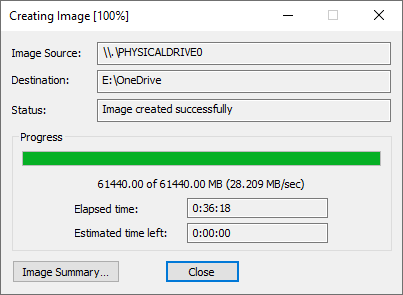 Creating Image [100%]
Image Source: \\.\PHYSICALDRIVE0
Destination: E:\OneDrive
Status: Image created successfully
Progress
61440.00 of 61440.00 MB (28.209 MB/sec)
Elapsed time: 0:36:18
Estimated time left: 0:00:00
Image Summary... Close